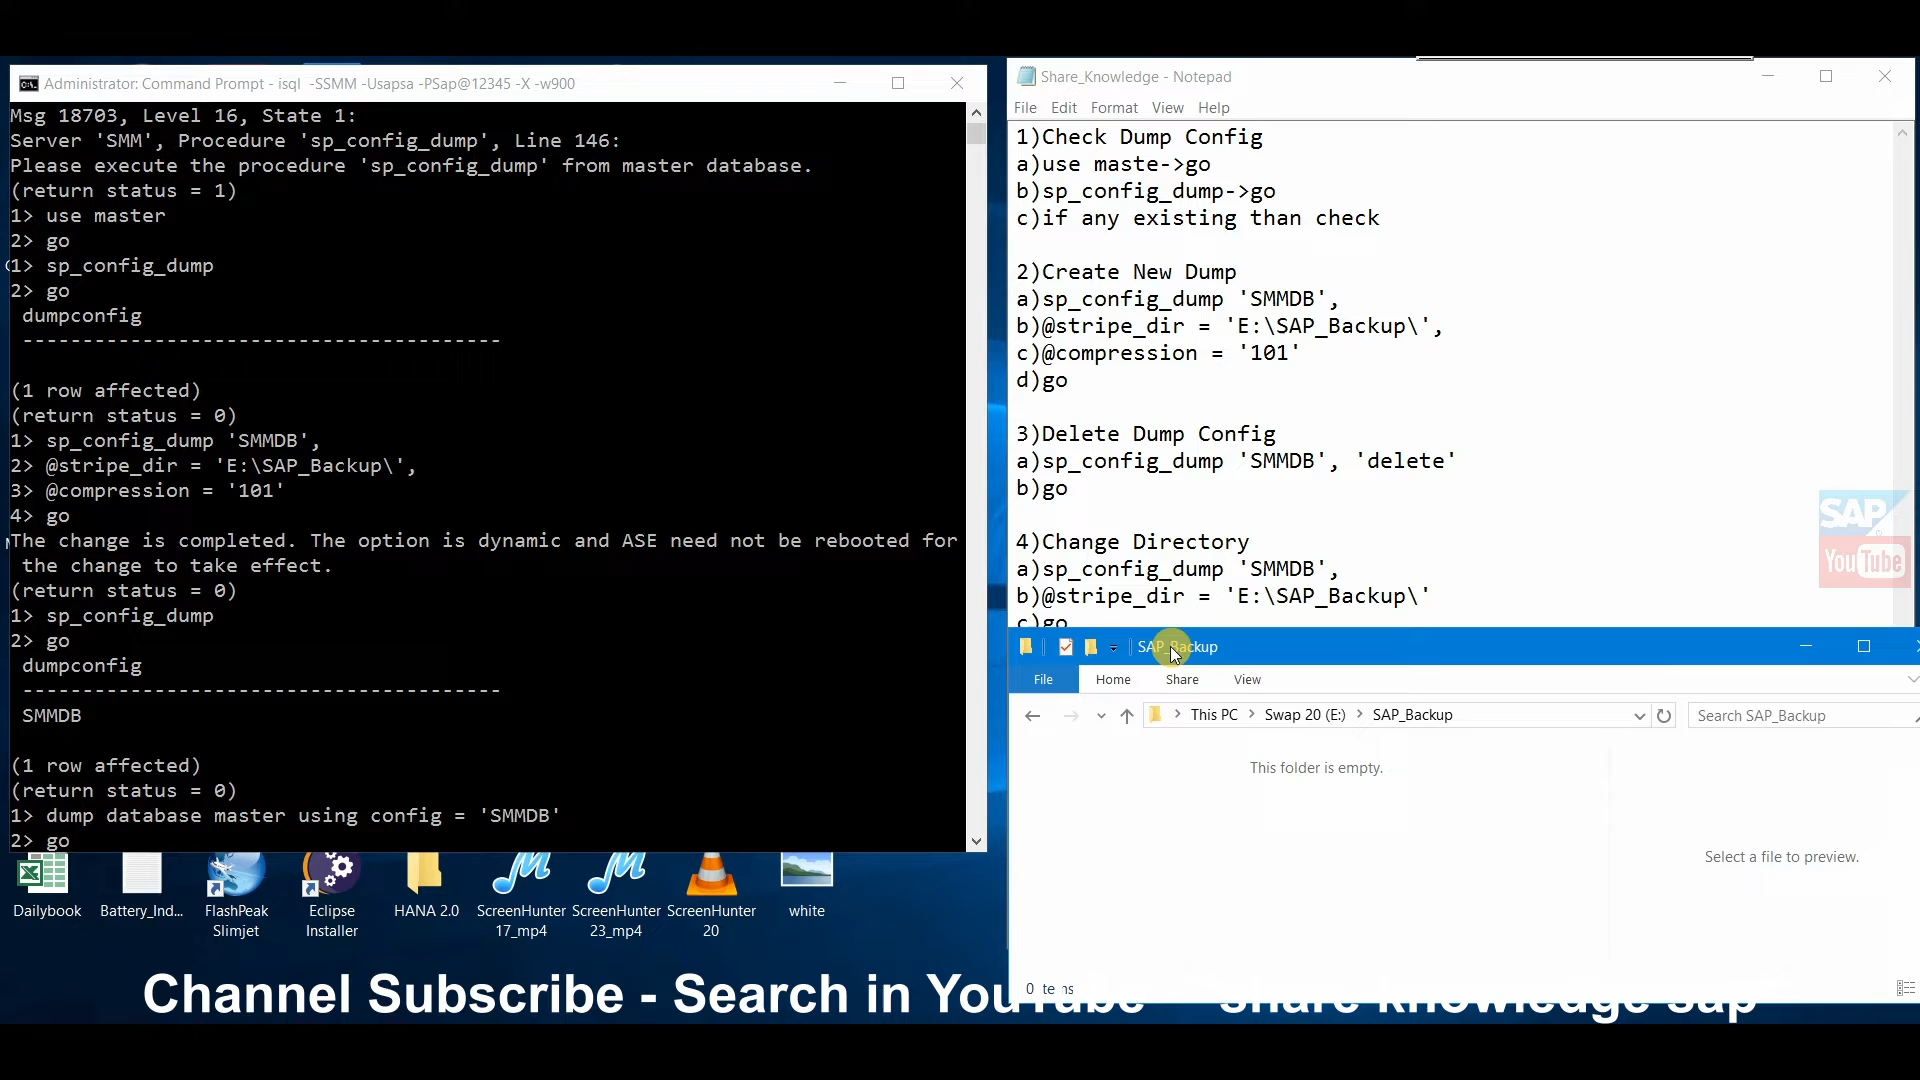 Administrator: Command Prompt - isql  -SSMM -Usapsa -PSap@12345 -X -w900
Msg 18703, Level 16, State 1:
Server 'SMM', Procedure 'sp_config_dump', Line 146:
Please execute the procedure 'sp_config_dump' from master database.
(return status = 1)
1> use master
2> go
1> sp_config_dump
2> go
dumpconfig
----------------------------------------
(1 row affected)
(return status = 0)
1> sp_config_dump 'SMMDB',
2> @stripe_dir = 'E:\SAP_Backup\',
3> @compression = '101'
4> go
The change is completed. The option is dynamic and ASE need not be rebooted for
the change to take effect.
(return status = 0)
1> sp_config_dump
2> go
dumpconfig
----------------------------------------
SMMDB
(1 row affected)
(return status = 0)
1> dump database master using config = 'SMMDB'
2> go
Share_Knowledge - Notepad
File Edit Format View Help
1)Check Dump Config
a)use maste->go
b)sp_config_dump->go
c)if any existing than check
2)Create New Dump
a)sp_config_dump 'SMMDB',
b)@stripe_dir = 'E:\SAP_Backup\',
c)@compression = '101'
d)go
3)Delete Dump Config
a)sp_config_dump 'SMMDB', 'delete'
b)go
4)Change Directory
a)sp_config_dump 'SMMDB',
b)@stripe_dir = 'E:\SAP_Backup\'
c)go
SAP
YouTube
SAP_Backup
File Home Share View
This PC > Swap 20 (E:) > SAP_Backup
Search SAP_Backup
This folder is empty.
Select a file to preview.
Dailybook
Battery_Ind...
FlashPeak
Slimjet
Eclipse
Installer
HANA 2.0
ScreenHunter
17_mp4
ScreenHunter
23_mp4
ScreenHunter
20
white
Channel Subscribe - Search in YouTube share knowledge sap